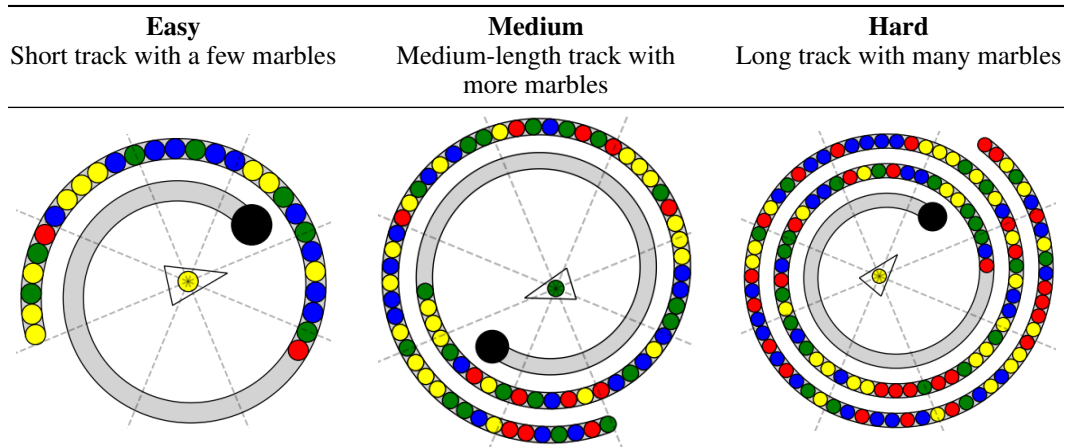 Easy
Short track with a few marbles
Medium
Medium-length track with
more marbles
Hard
Long track with many marbles